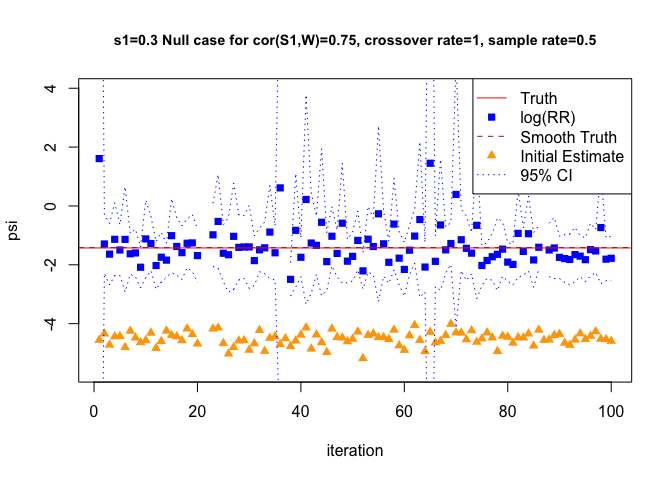 s1=0.3 Null case for cor(S1,W)=0.75, crossover rate=1, sample rate=0.5
psi
4
2
0
-2
-4
Truth
log(RR)
Smooth Truth
Initial Estimate
95% CI
0 20 40 60 80 100
iteration